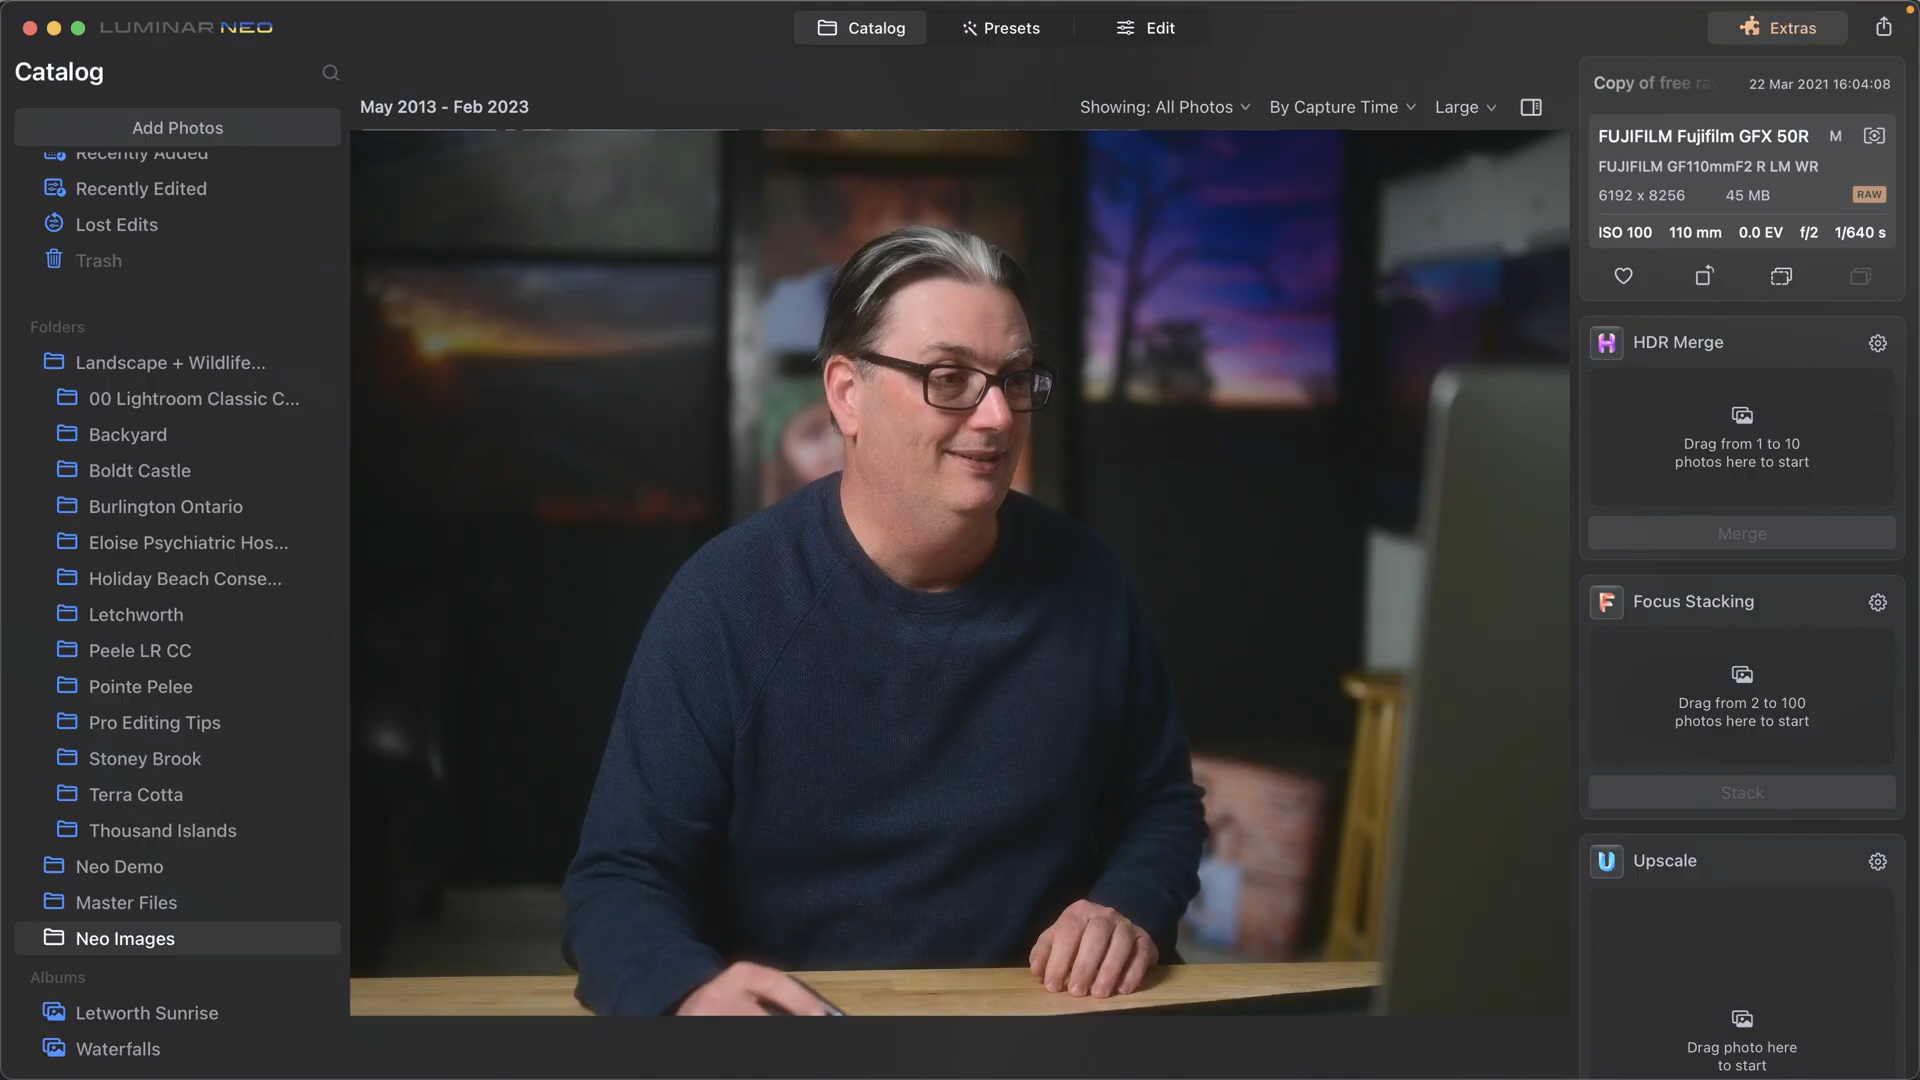 LUMINAR NEO
Catalog
Presets
Edit
Extras
Catalog
Add Photos
Recently Added
Recently Edited
Lost Edits
Trash
Folders
Landscape + Wildlife...
00 Lightroom Classic C...
Backyard
Boldt Castle
Burlington Ontario
Eloise Psychiatric Hos...
Holiday Beach Conse...
Letchworth
Peele LR CC
Pointe Pelee
Pro Editing Tips
Stoney Brook
Terra Cotta
Thousand Islands
Neo Demo
Master Files
Neo Images
Albums
Letworth Sunrise
Waterfalls
May 2013 - Feb 2023
Showing: All Photos
By Capture Time
Large
Copy of free ra
22 Mar 2021 16:04:08
FUJIFILM Fujifilm GFX 50R M
FUJIFILM GF110mmF2 R LM WR
6192 x 8256 45 MB RAW
ISO 100 110 mm 0.0 EV f/2 1/640 s
HDR Merge
Drag from 1 to 10
photos here to start
Merge
Focus Stacking
Drag from 2 to 100
photos here to start
Stack
Upscale
Drag photo here
to start